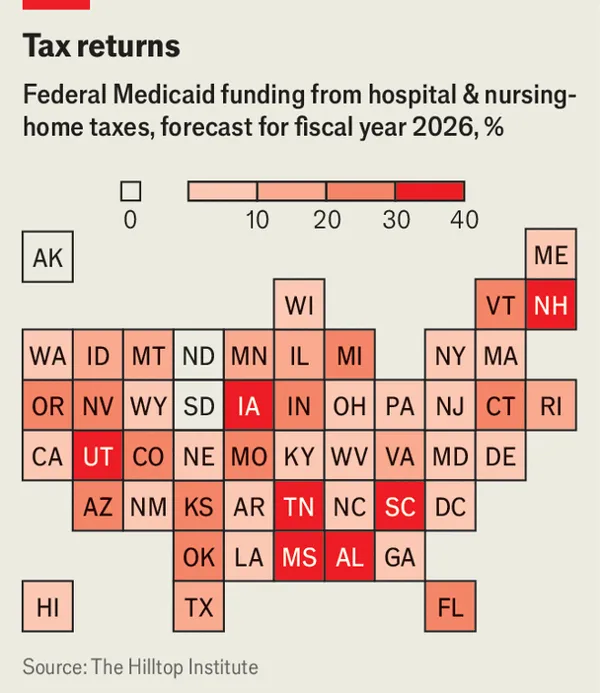 Tax returns
Federal Medicaid funding from hospital & nursing-
home taxes, forecast for fiscal year 2026, %
0 10 20 30 40
AK ME
WI VT NH
WA ID MT ND MN IL MI NY MA
OR NV WY SD IA IN OH PA NJ CT RI
CA UT CO NE MO KY WV VA MD DE
AZ NM KS AR TN NC SC DC
OK LA MS AL GA
HI TX FL
Source: The Hilltop Institute